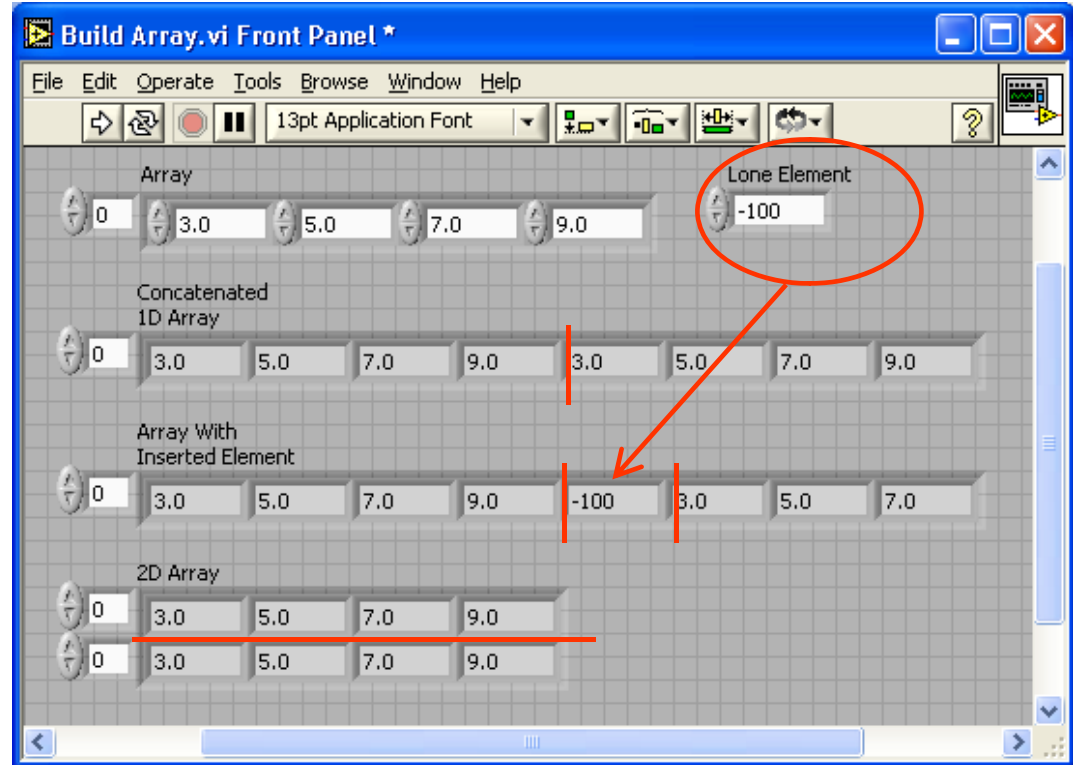 Build Array.vi Front Panel *
File Edit Operate Tools Browse Window Help
13pt Application Font ?
Array Lone Element
0 3.0 5.0 7.0 9.0 -100
Concatenated
1D Array
0 3.0 5.0 7.0 9.0 3.0 5.0 7.0 9.0
Array With
Inserted Element
0 3.0 5.0 7.0 9.0 -100 3.0 5.0 7.0
2D Array
0 3.0 5.0 7.0 9.0
0 3.0 5.0 7.0 9.0